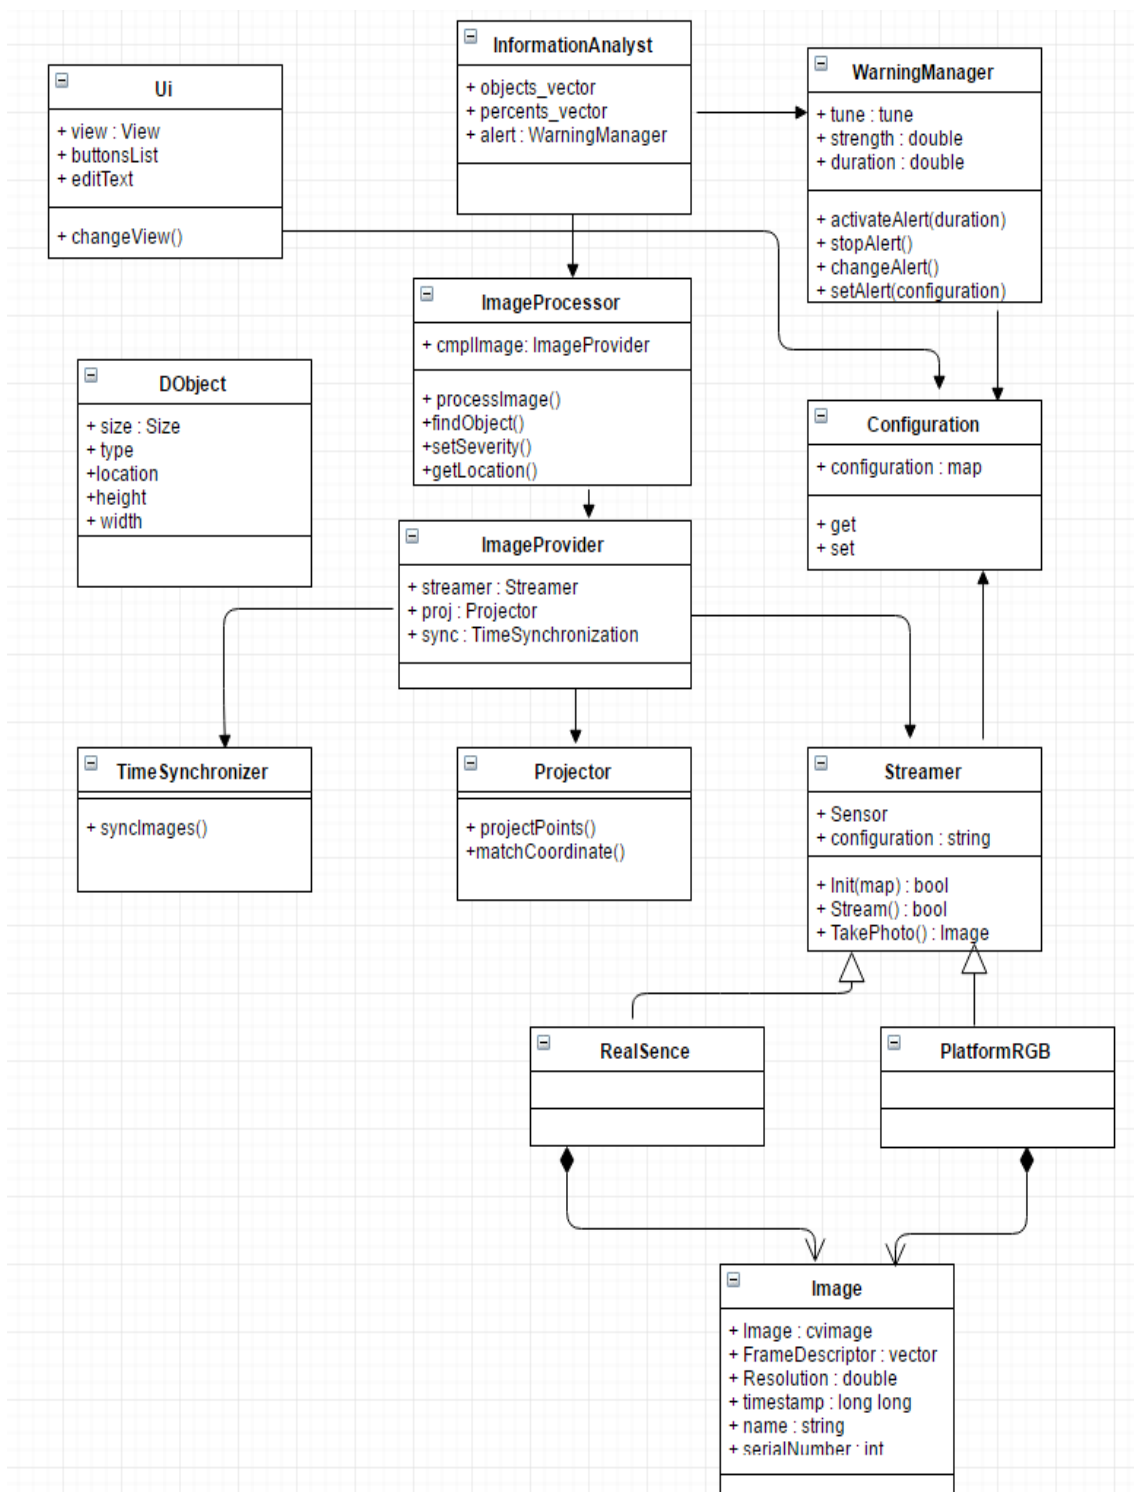 InformationAnalyst
+ objects_vector
+ percents_vector
+ alert : WarningManager
WarningManager
+ tune : tune
+ strength : double
+ duration : double
+ activateAlert(duration)
+ stopAlert()
+ changeAlert()
+ setAlert(configuration)
Ui
+ view : View
+ buttonsList
+ editText
+ changeView()
ImageProcessor
+ cmplImage: ImageProvider
+ processImage()
+findObject()
+setSeverity()
+getLocation()
DObject
+ size : Size
+ type
+location
+height
+ width
Configuration
+ configuration : map
+ get
+ set
ImageProvider
+ streamer : Streamer
+ proj : Projector
+ sync : TimeSynchronization
TimeSynchronizer
+ syncImages()
Projector
+ projectPoints()
+matchCoordinate()
Streamer
+ Sensor
+ configuration : string
+ Init(map) : bool
+ Stream() : bool
+ TakePhoto() : Image
RealSence
PlatformRGB
Image
+ Image : cvimage
+ FrameDescriptor : vector
+ Resolution : double
+ timestamp : long long
+ name : string
+ serialNumber : int